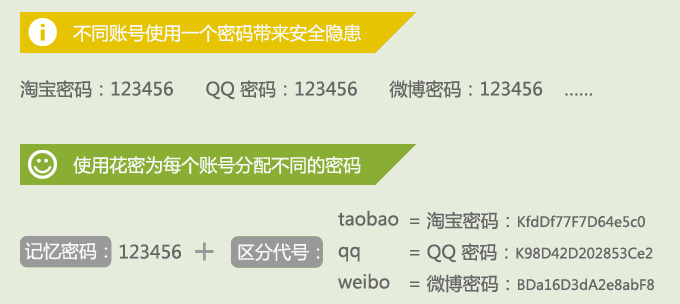 不同账号使用一个密码带来安全隐患
淘宝密码：123456 QQ 密码：123456 微博密码：123456 ......
使用花密为每个账号分配不同的密码
记忆密码： 123456 + 区分代号：
taobao = 淘宝密码：KfdDf77F7D64e5c0
qq = QQ 密码：K98D42D202853Ce2
weibo = 微博密码：BDa16D3dA2e8abF8